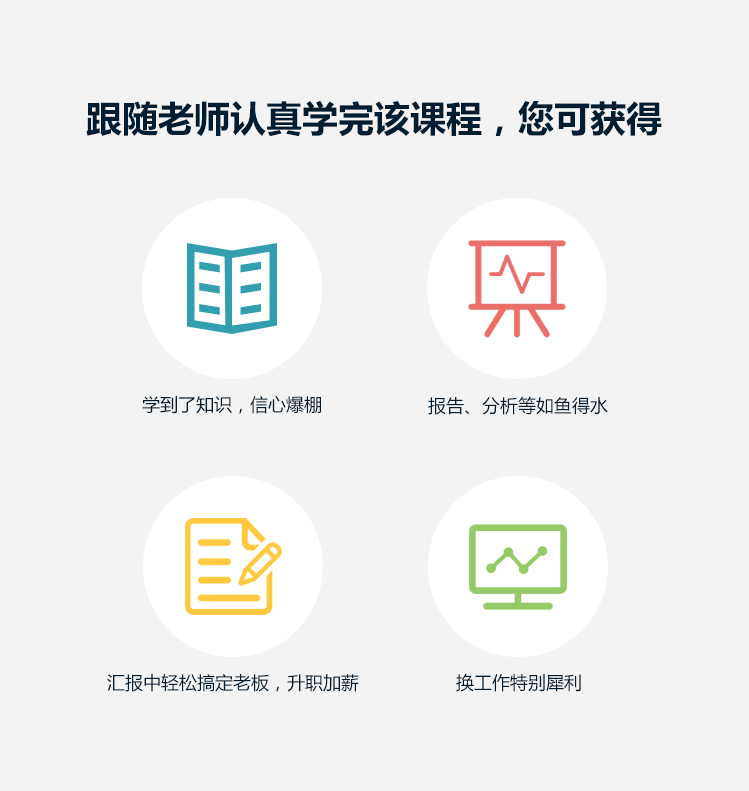 跟随老师认真学完该课程，您可获得
学到了知识，信心爆棚
报告、分析等如鱼得水
汇报中轻松搞定老板，升职加薪
换工作特别犀利